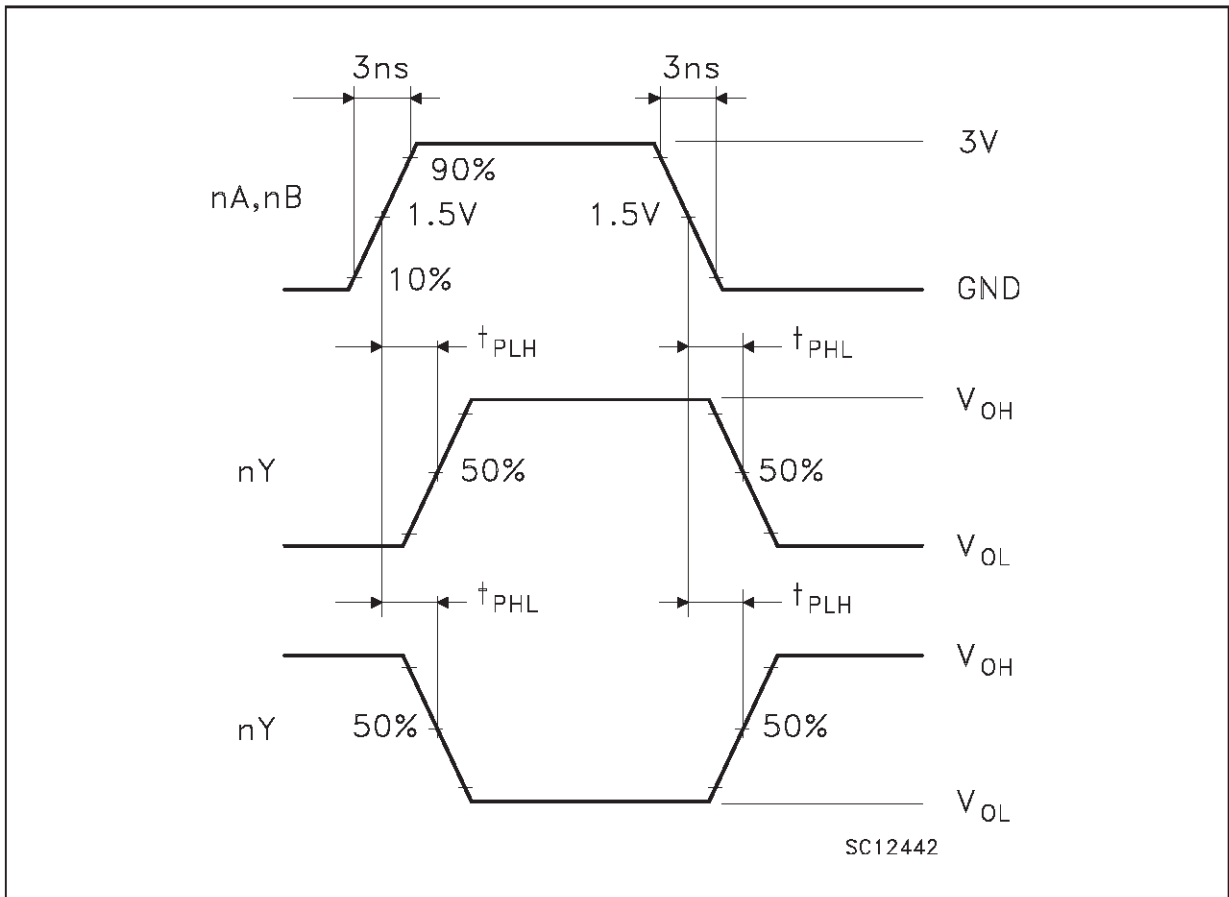 3ns 3ns
3V
90%
nA,nB 1.5V 1.5V
10% GND
tPLH tPHL
VOH
nY 50% 50%
VOL
tPHL tPLH
VOH
nY 50% 50%
VOL
SC12442